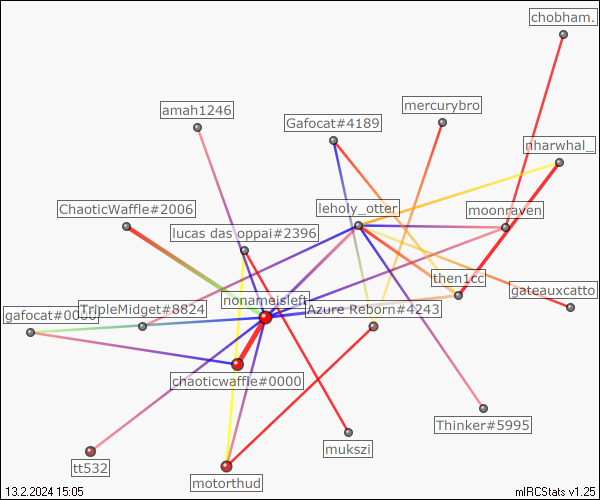 chobham.
amah1246
mercurybro
Gafocat#4189
nharwhal_
ChaoticWaffle#2006
leholy_otter
moonraven
lucas das oppai#2396
then1cc
gateauxcatto
nonameisleft
gafocat#0000
TripleMidget#8824
Azure Reborn#4243
chaoticwaffle#0000
Thinker#5995
mukszi
tt532
motorthud
13.2.2024 15:05
mIRCStats v1.25